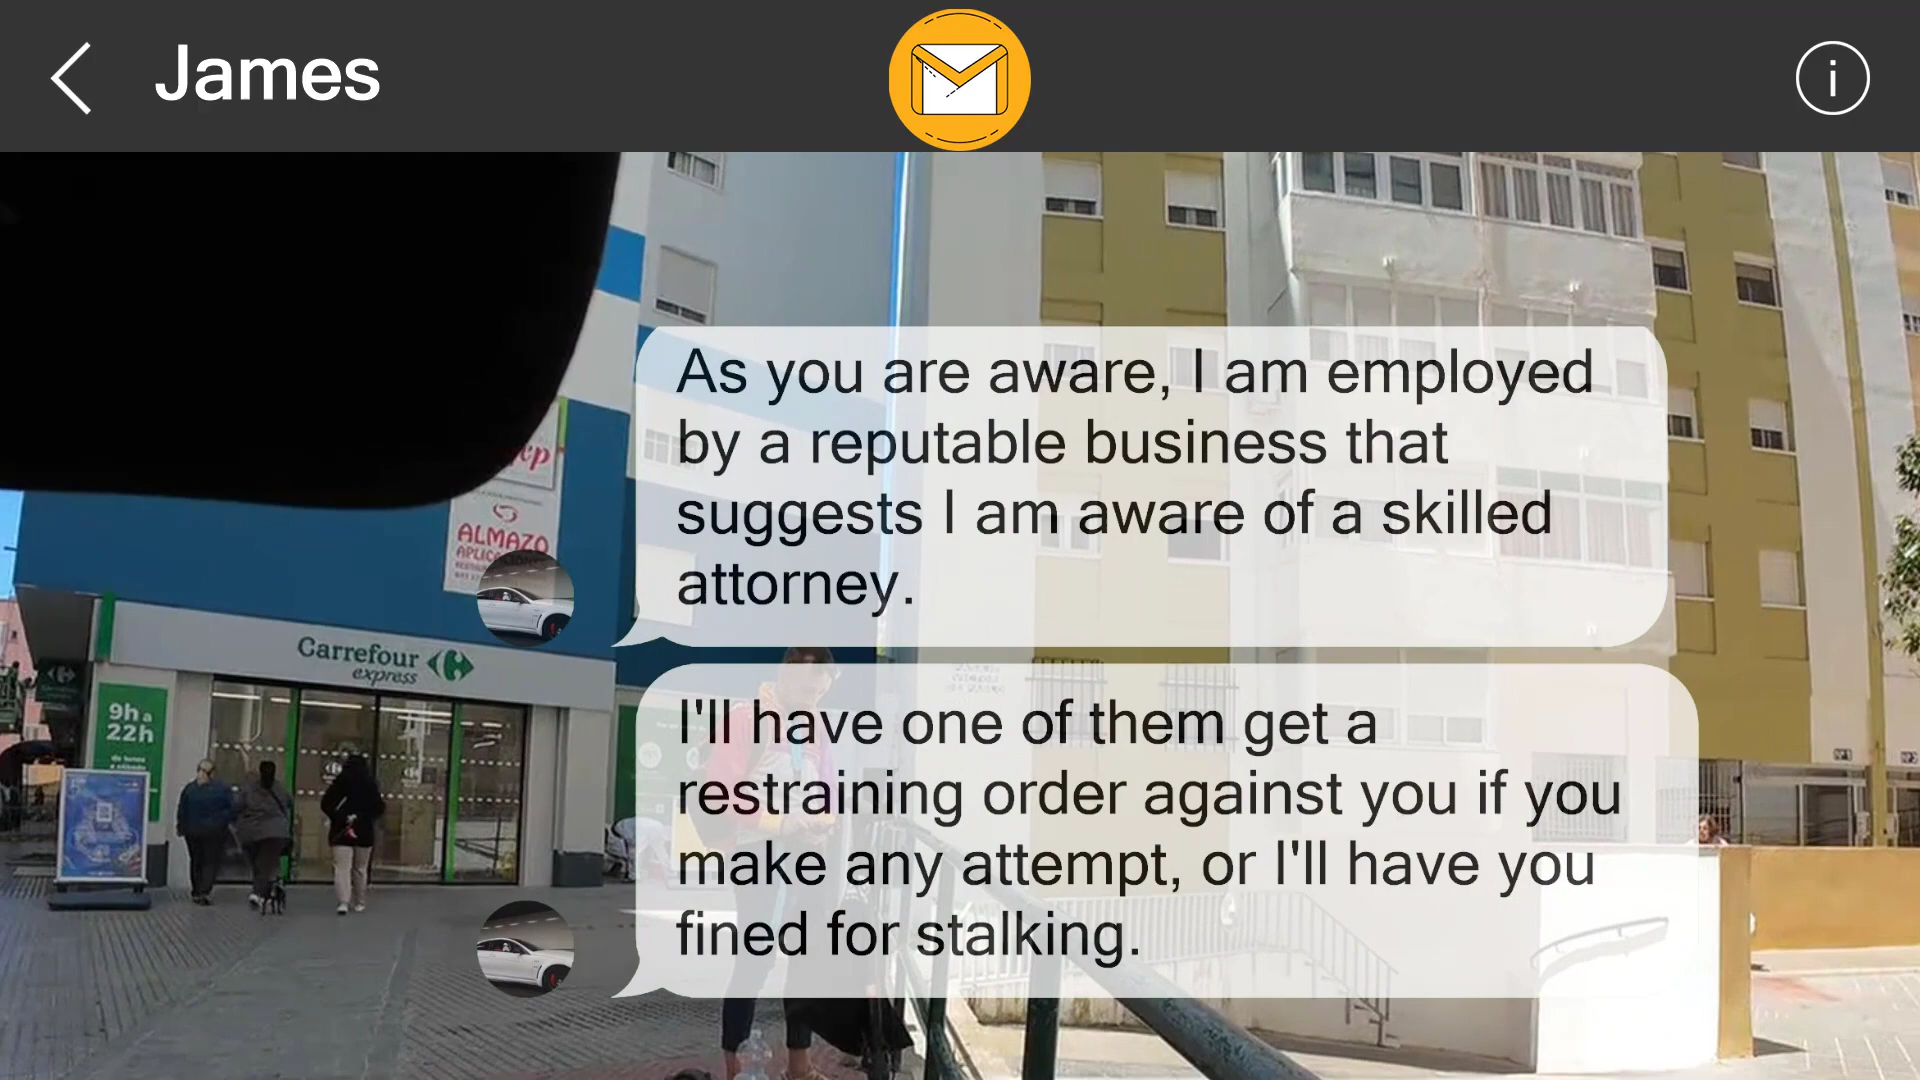 James
As you are aware, I am employed
by a reputable business that
suggests I am aware of a skilled
attorney.
I'll have one of them get a
restraining order against you if you
make any attempt, or I'll have you
fined for stalking.
ALMAZO
Carrefour
express
9h a
22h